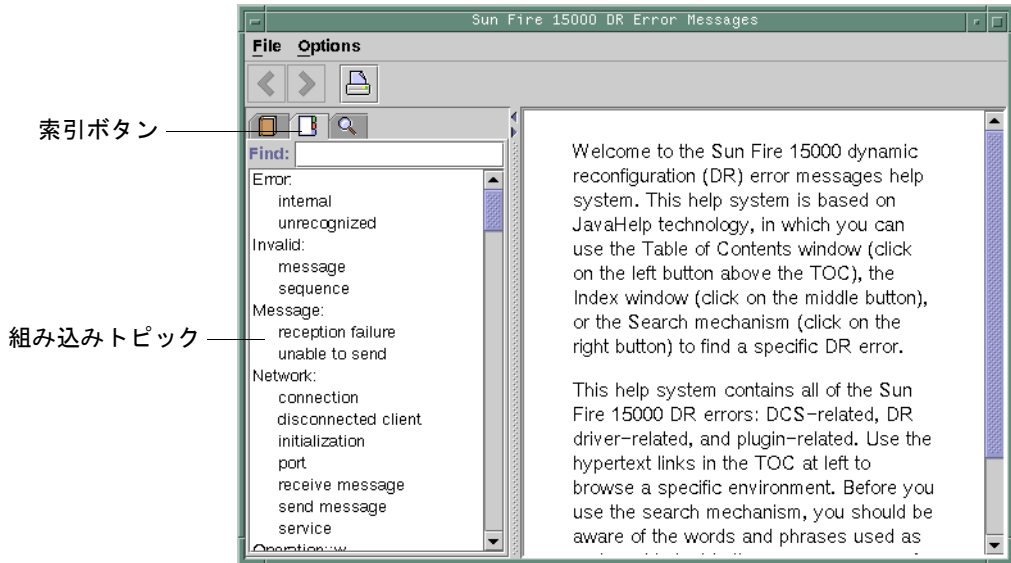 Sun Fire 15000 DR Error Messages
File Options
索引ボタン
Find:
Error:
internal
unrecognized
Invalid:
message
sequence
Message:
reception failure
unable to send
Network:
connection
disconnected client
initialization
port
receive message
send message
service
組み込みトピック
Welcome to the Sun Fire 15000 dynamic
reconfiguration (DR) error messages help
system. This help system is based on
JavaHelp technology, in which you can
use the Table of Contents window (click
on the left button above the TOC), the
Index window (click on the middle button),
or the Search mechanism (click on the
right button) to find a specific DR error.
This help system contains all of the Sun
Fire 15000 DR errors: DCS-related, DR
driver-related, and plugin-related. Use the
hypertext links in the TOC at left to
browse a specific environment. Before you
use the search mechanism, you should be
aware of the words and phrases used as